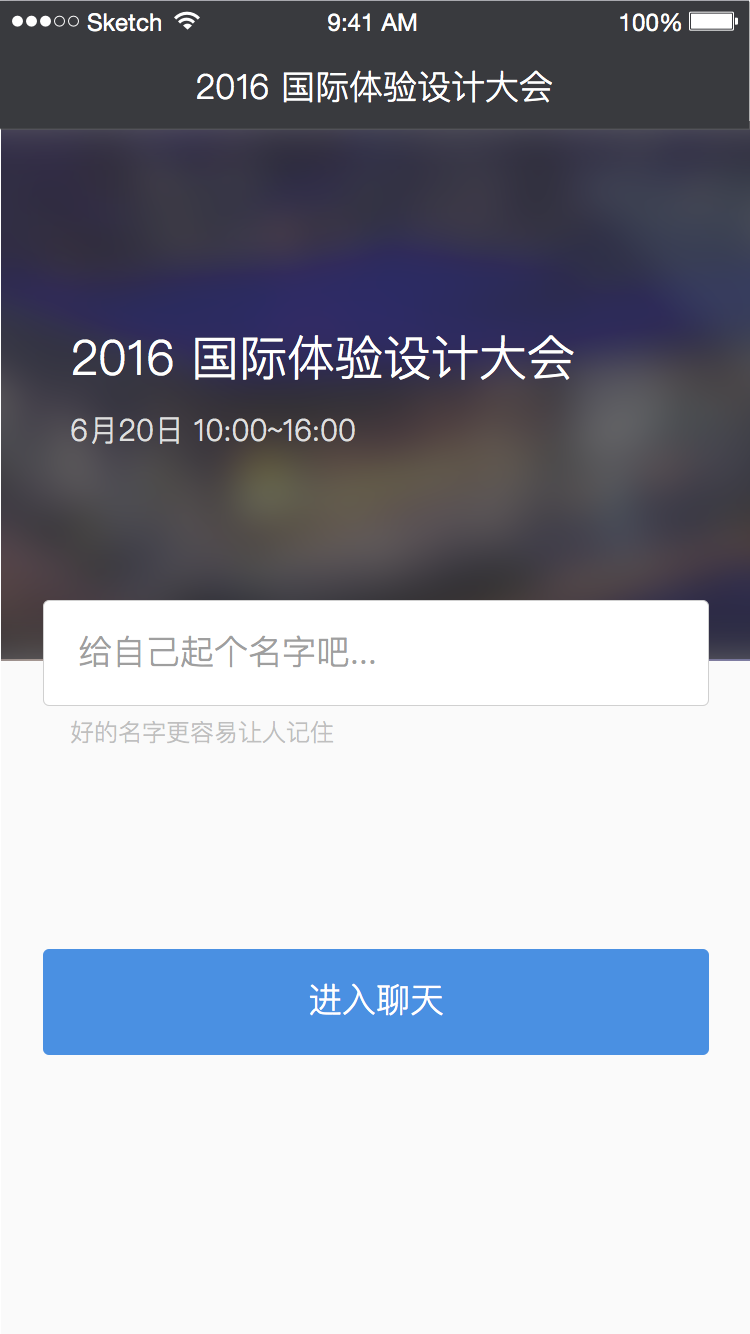 Sketch 9:41 AM 100%
2016 国际体验设计大会
2016 国际体验设计大会
6月20日 10:00~16:00
给自己起个名字吧...
好的名字更容易让人记住
进入聊天